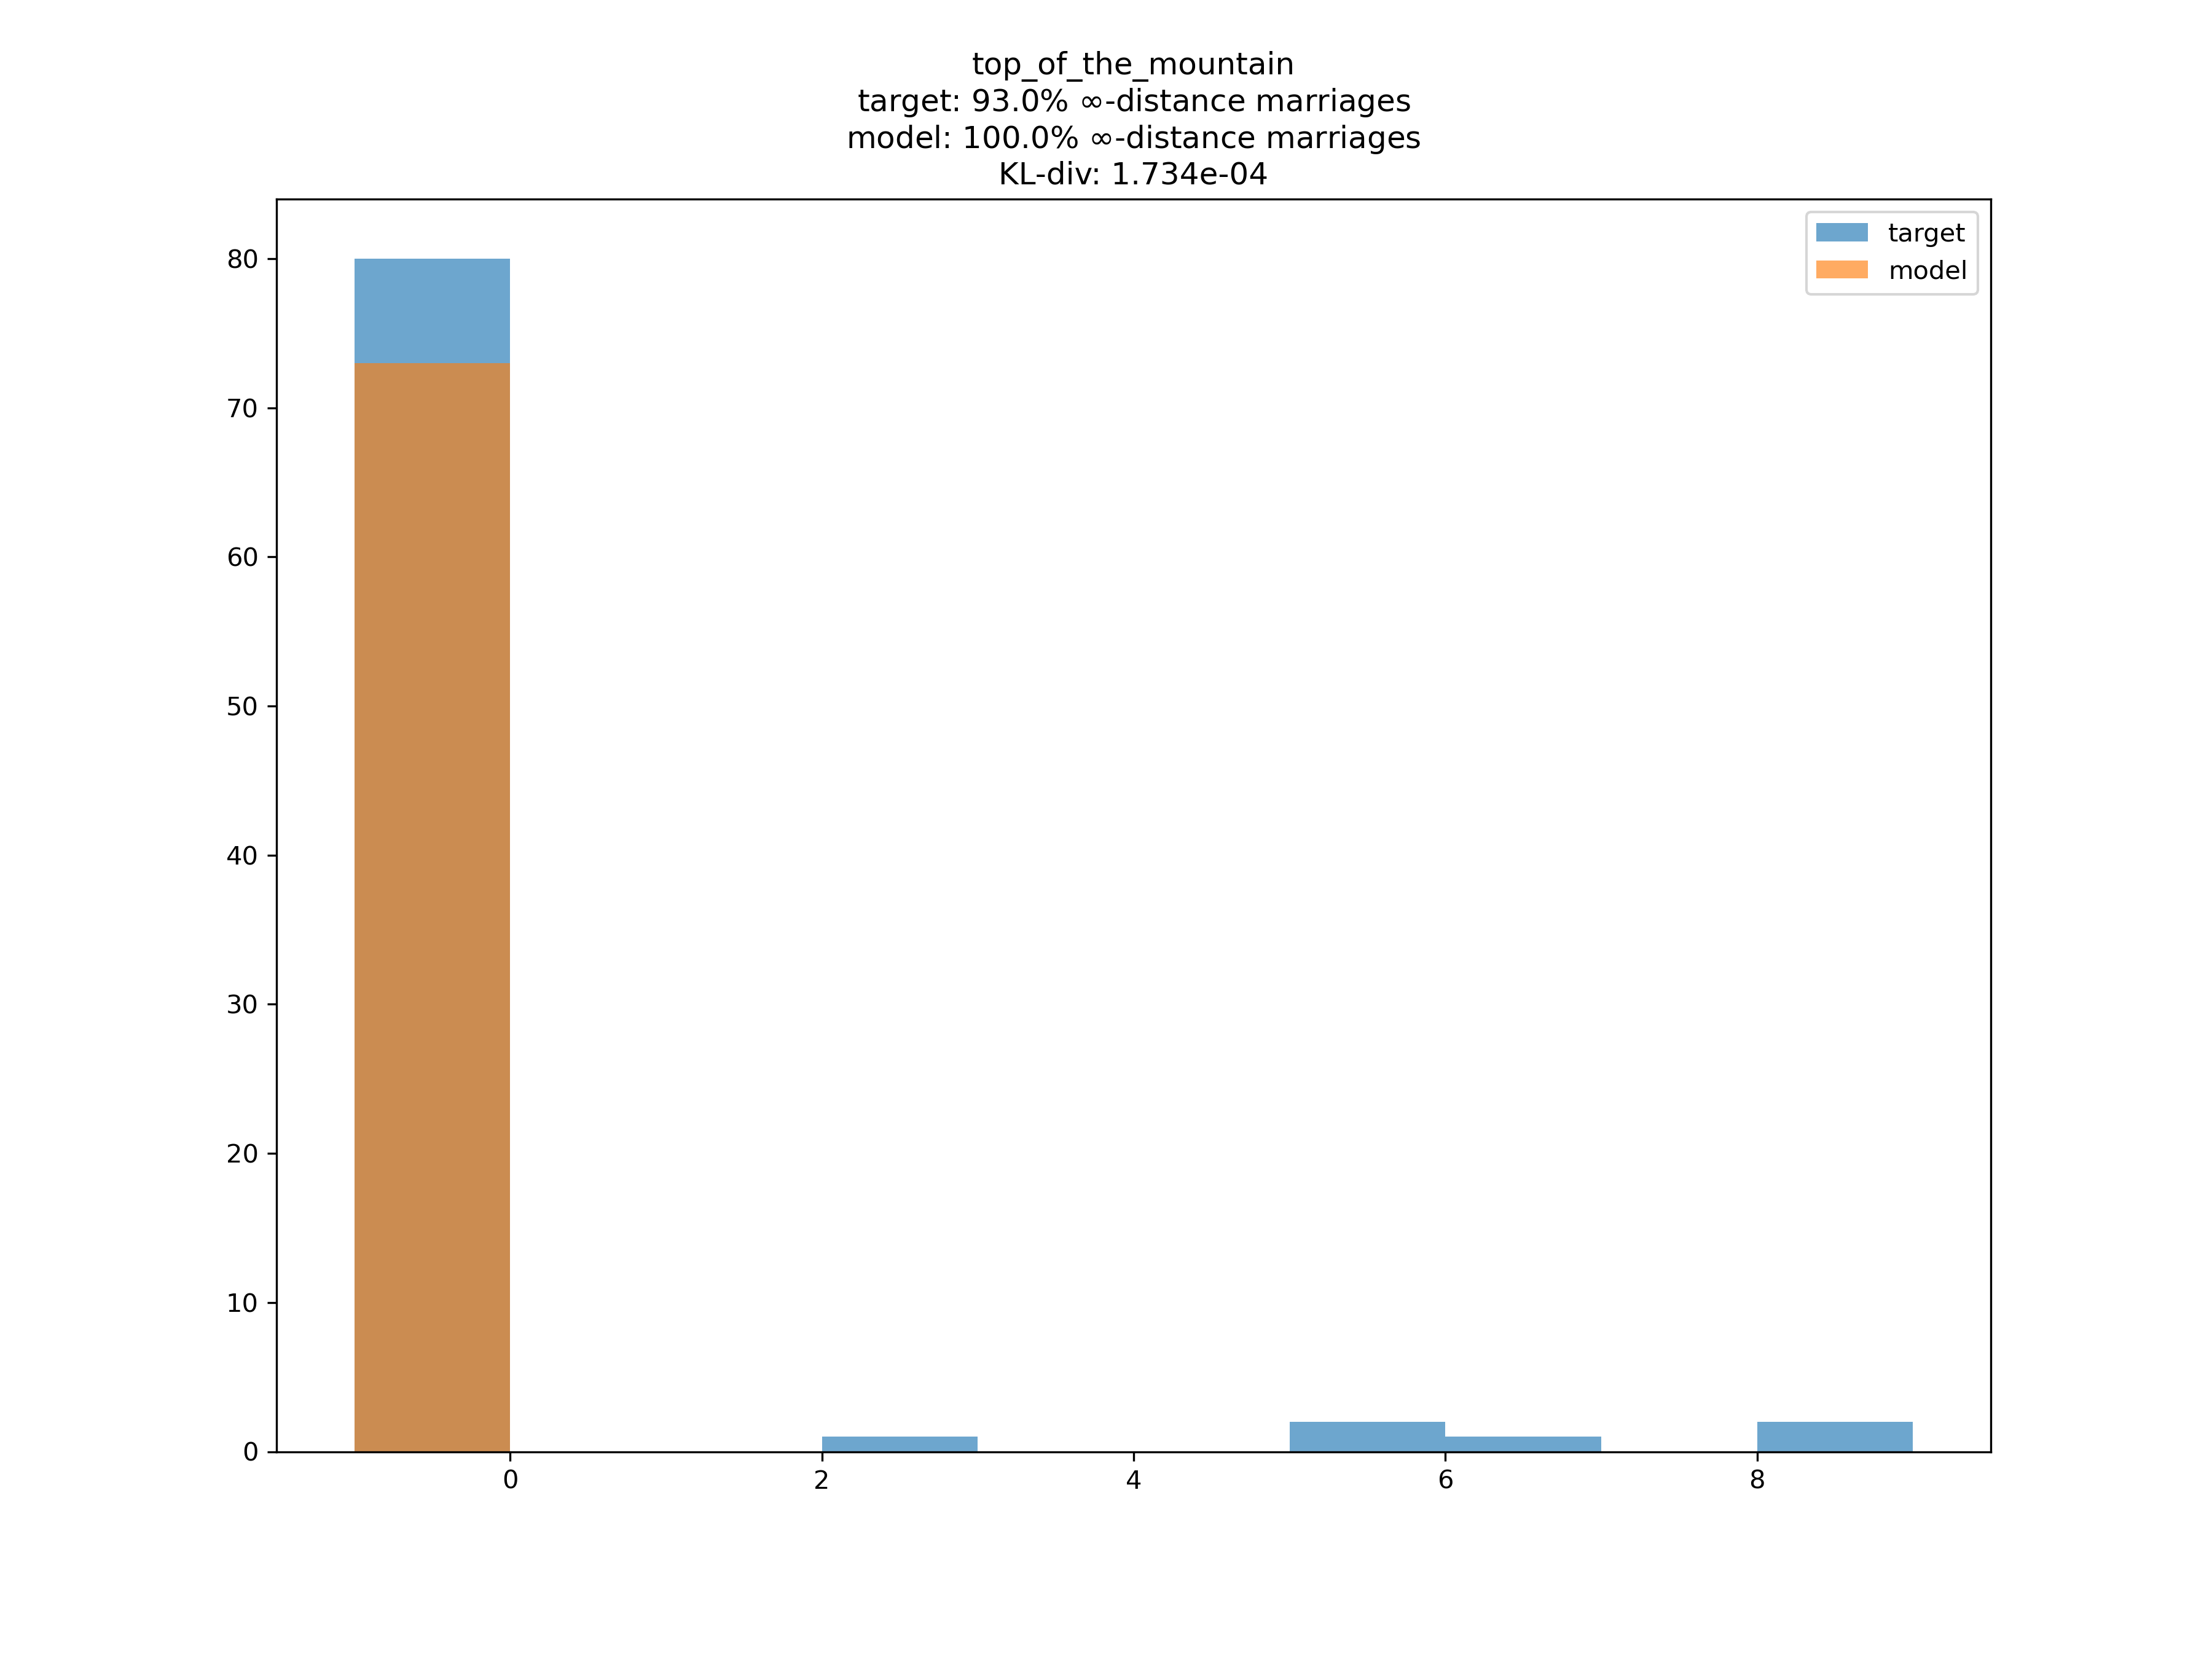 top_of_the_mountain
target: 93.0% ∞-distance marriages
model: 100.0% ∞-distance marriages
KL-div: 1.734e-04
target
model
80
70
60
50
40
30
20
10
0
0 2 4 6 8